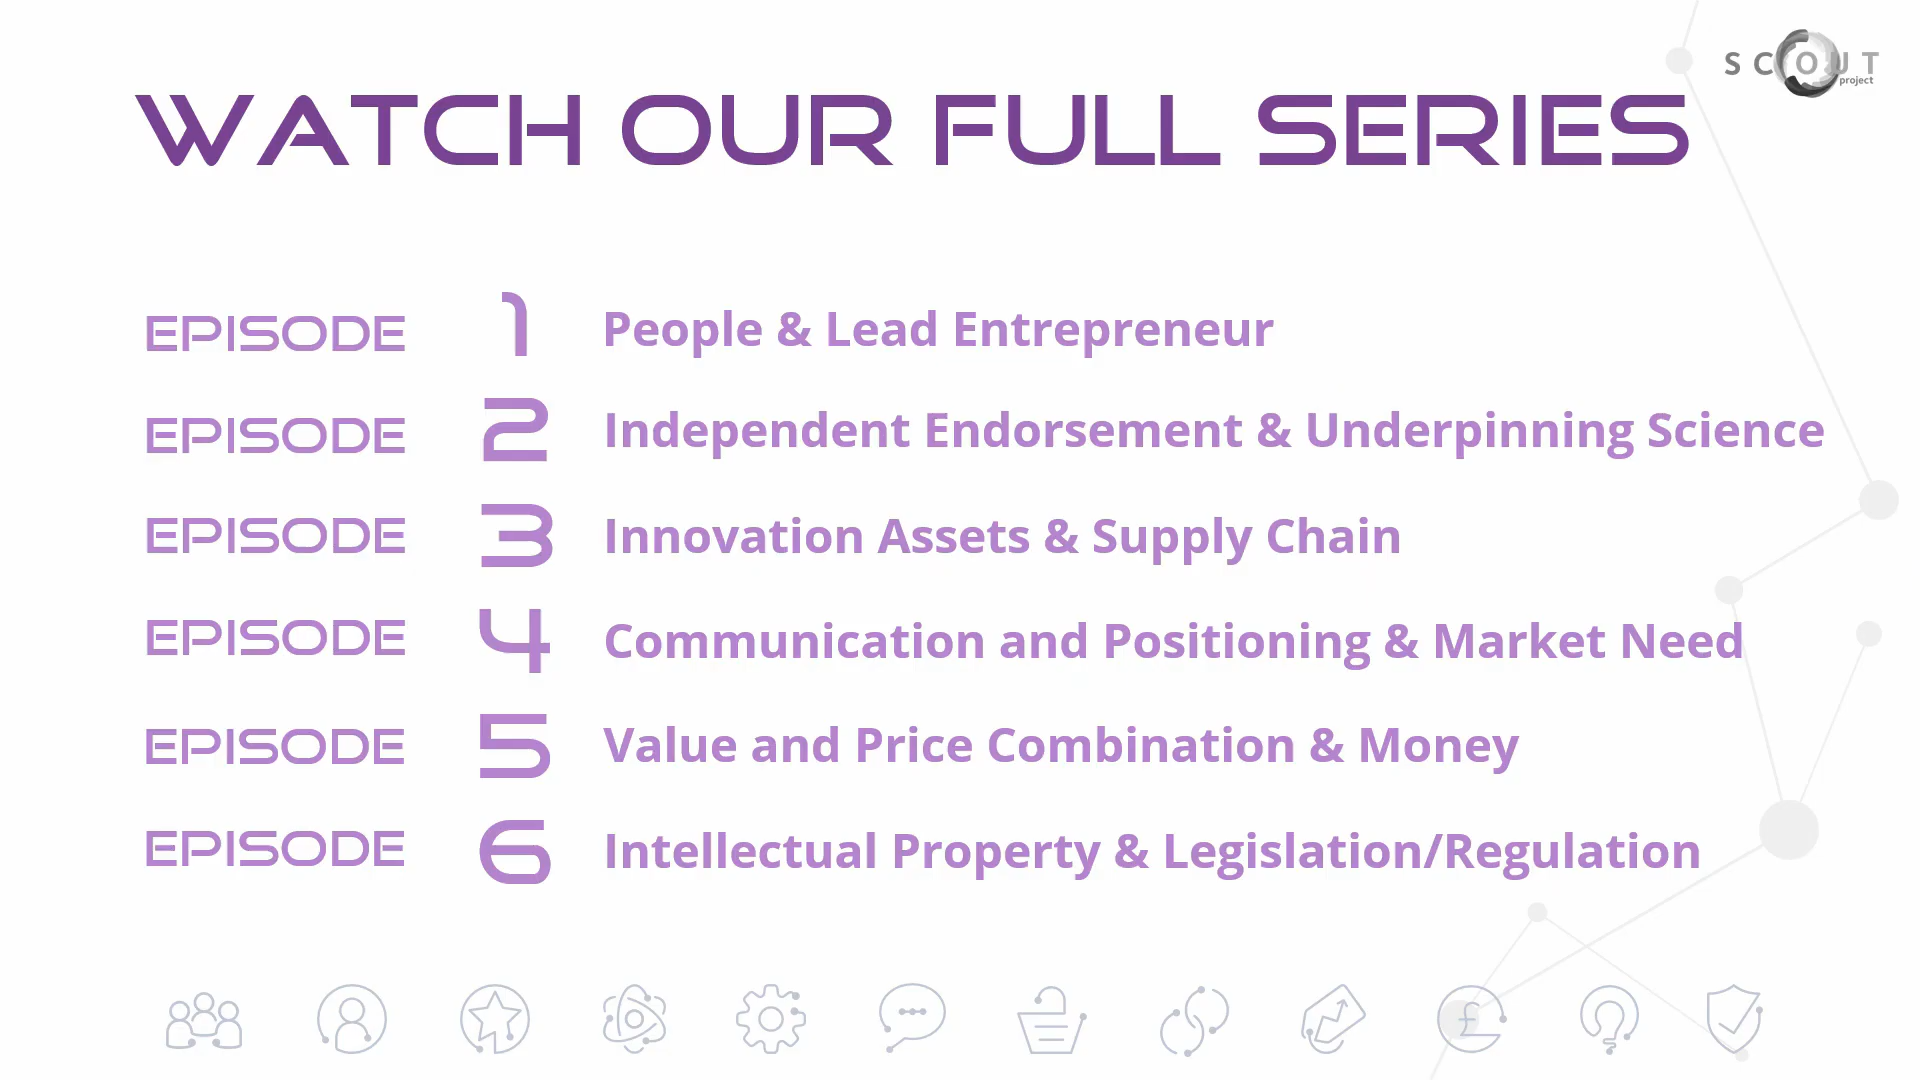 SCOUT
project
WATCH OUR FULL SERIES
EPISODE 1 People & Lead Entrepreneur
EPISODE 2 Independent Endorsement & Underpinning Science
EPISODE 3 Innovation Assets & Supply Chain
EPISODE 4 Communication and Positioning & Market Need
EPISODE 5 Value and Price Combination & Money
EPISODE 6 Intellectual Property & Legislation/Regulation
£